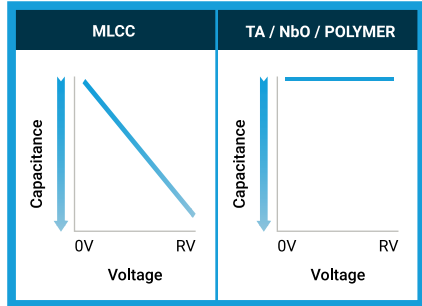 MLCC
TA / NbO / POLYMER
Capacitance
0V
RV
Voltage
Capacitance
0V
RV
Voltage